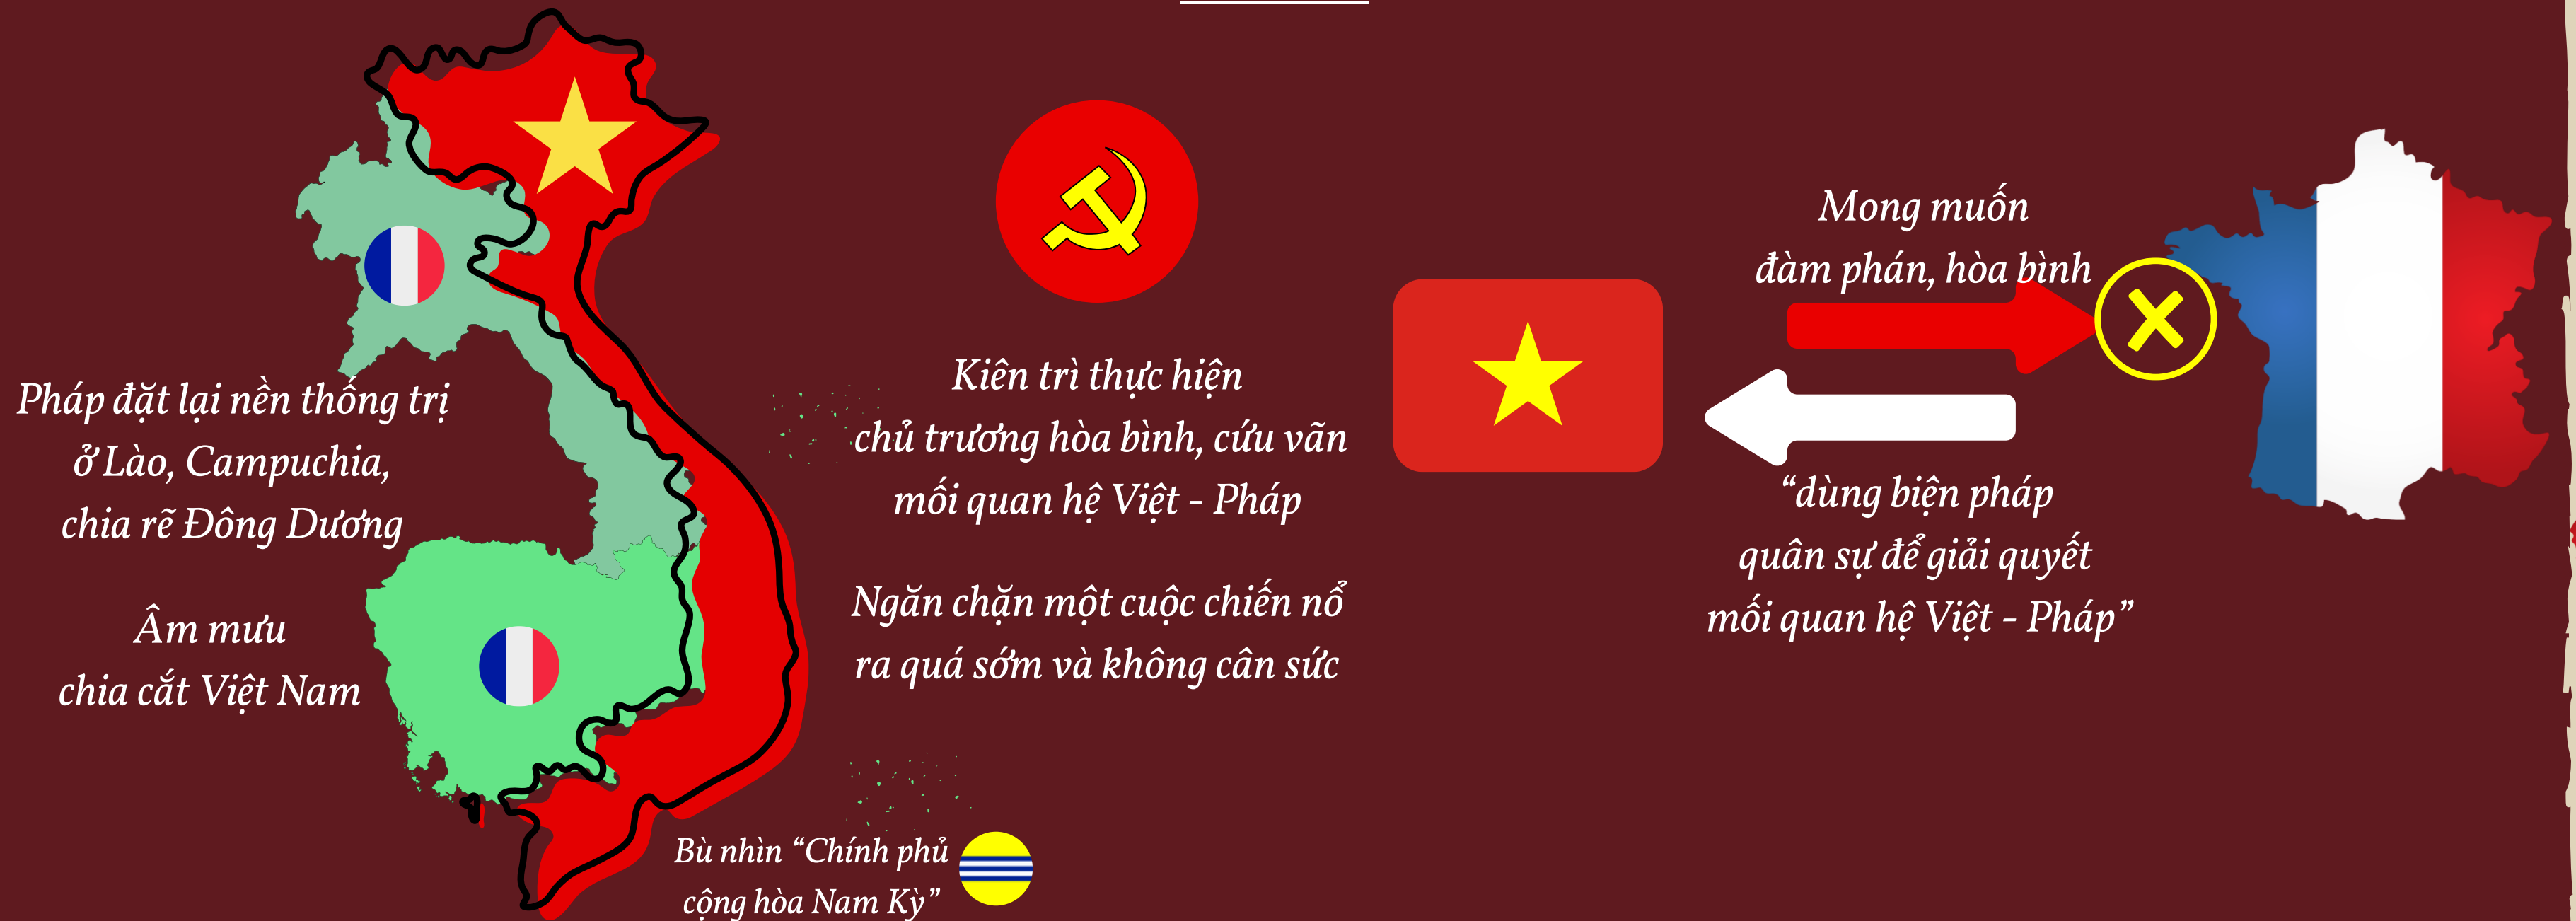 Pháp đặt lại nền thống trị
ở Lào, Campuchia,
chia rẽ Đông Dương
Âm mưu
chia cắt Việt Nam
Kiên trì thực hiện
chủ trương hòa bình, cứu vãn
mối quan hệ Việt - Pháp
Ngăn chặn một cuộc chiến nổ
ra quá sớm và không cân sức
Bù nhìn “Chính phủ
cộng hòa Nam Kỳ”
Mong muốn
đàm phán, hòa bình
“dùng biện pháp
quân sự để giải quyết
mối quan hệ Việt - Pháp”